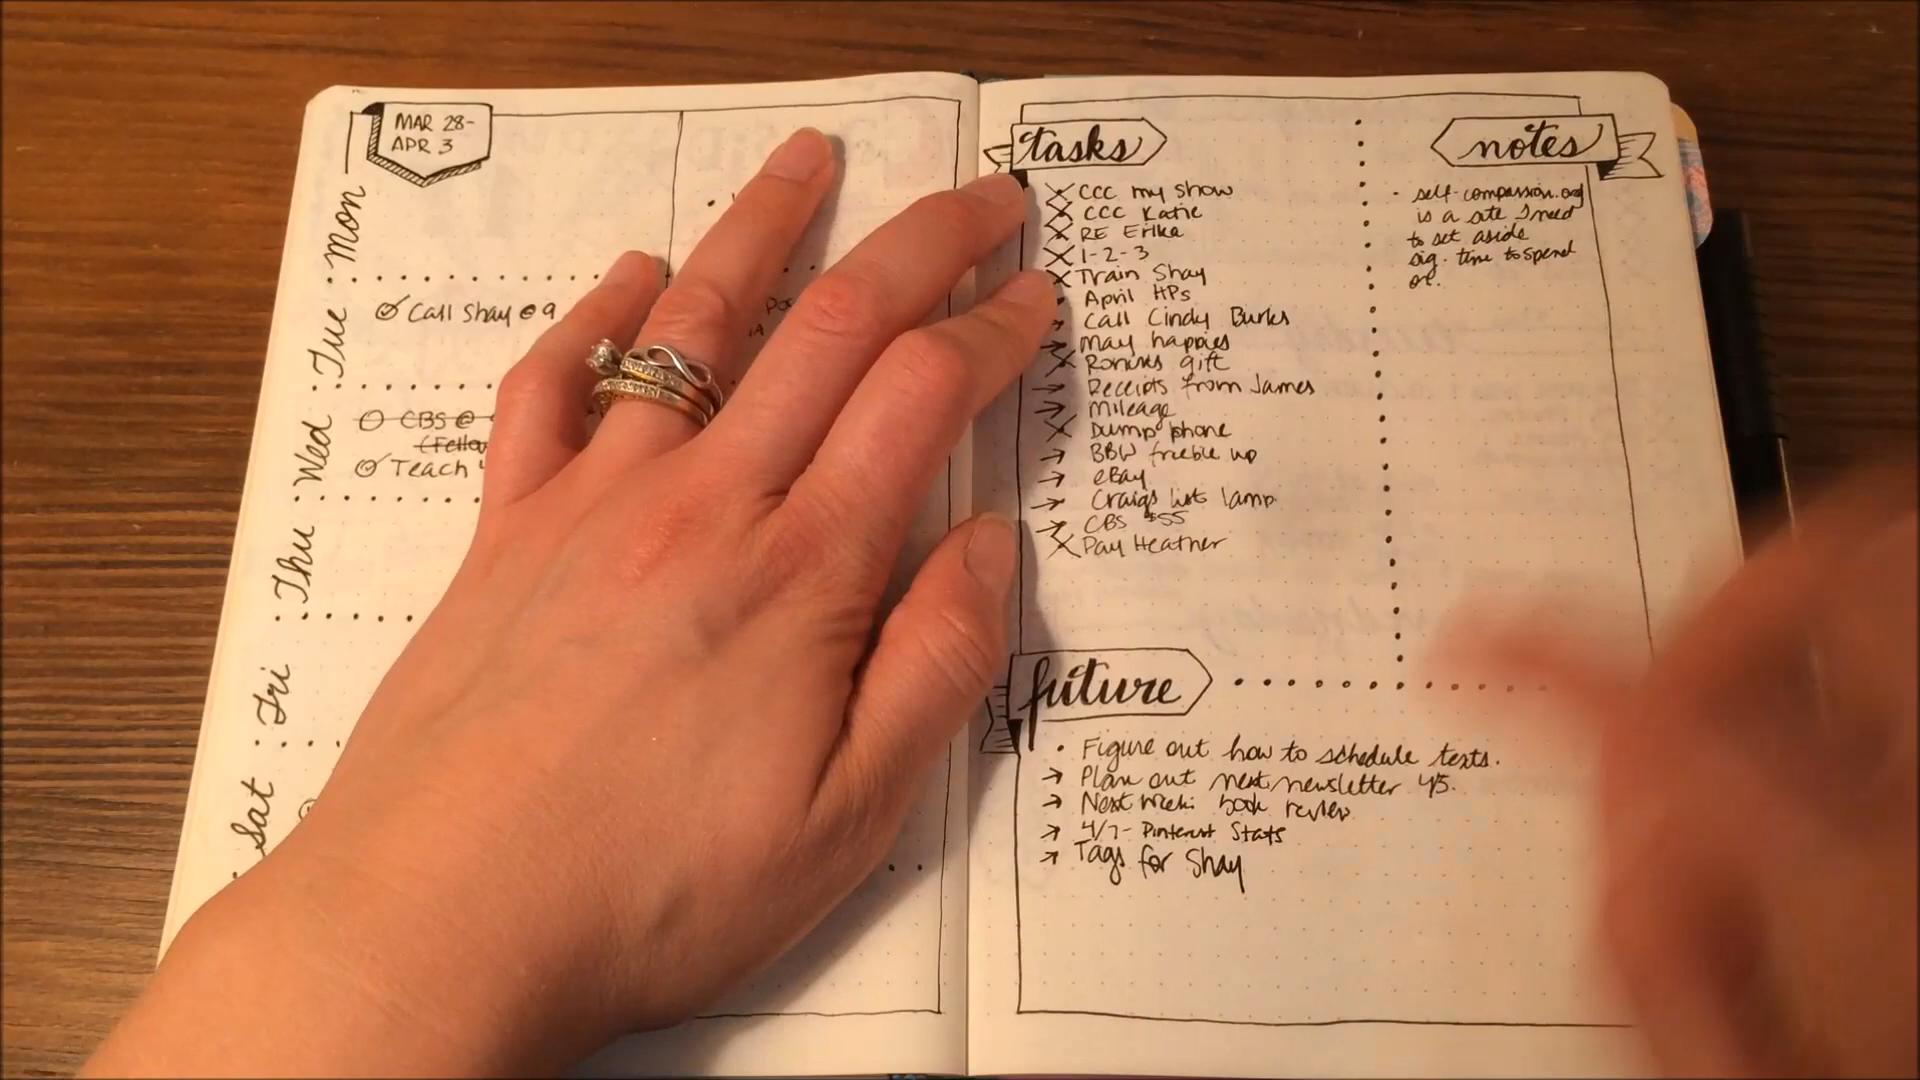 MAR 28-
APR 3
Mon
Tue
Call Shay @ 9
Wed
CBS @
Teach
Thu
Fri
Sat
tasks
CCC my show
CCC Katie
RE Erika
1-2-3
Train Shay
April HPs
Call Cindy Burks
May happies
gift
Receipts from James
Mileage
Dump phone
BBW freebie up
eBay
Craigs list lamp
CBS $55
Pay Heather
notes
self-compassion.org
is a site I need
to set aside
sig. time to spend
on.
future
Figure out how to schedule texts.
Plan out next newsletter 4/5.
Next week: book review
4/7- Pinterest Stats
Tags for Shay